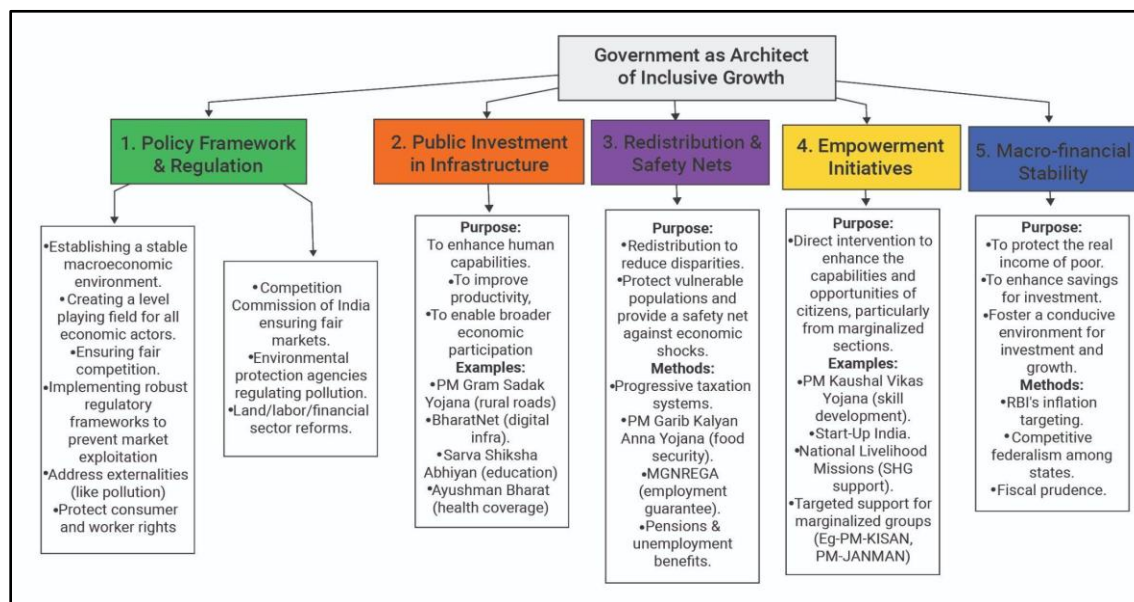 Government as Architect
of Inclusive Growth
1. Policy Framework
& Regulation
•Establishing a stable
macroeconomic
environment.
•Creating a level
playing field for all
economic actors.
•Ensuring fair
competition.
•Implementing robust
regulatory
frameworks to
prevent market
exploitation
•Address externalities
(like pollution)
•Protect consumer
and worker rights
•Competition
Commission of India
ensuring fair
markets.
•Environmental
protection agencies
regulating pollution.
•Land/labor/financial
sector reforms.
2. Public Investment
in Infrastructure
Purpose:
To enhance human
capabilities.
•To improve
productivity,
•To enable broader
economic
participation
Examples:
•PM Gram Sadak
Yojana (rural roads)
•BharatNet (digital
infra).
•Sarva Shiksha
Abhiyan (education)
•Ayushman Bharat
(health coverage)
3. Redistribution &
Safety Nets
Purpose:
•Redistribution to
reduce disparities.
•Protect vulnerable
populations and
provide a safety net
against economic
shocks.
Methods:
•Progressive taxation
systems.
•PM Garib Kalyan
Anna Yojana (food
security).
•MGNREGA
(employment
guarantee).
•Pensions &
unemployment
benefits.
4. Empowerment
Initiatives
Purpose:
•Direct intervention to
enhance the
capabilities and
opportunities of
citizens, particularly
from marginalized
sections.
Examples:
•PM Kaushal Vikas
Yojana (skill
development).
•Start-Up India.
•National Livelihood
Missions (SHG
support).
•Targeted support for
marginalized groups
(Eg-PM-KISAN,
PM-JANMAN)
5. Macro-financial
Stability
Purpose:
•To protect the real
income of poor.
•To enhance savings
for investment.
•Foster a conducive
environment for
investment and
growth.
Methods:
•RBI's inflation
targeting.
•Competitive
federalism among
states.
•Fiscal prudence.